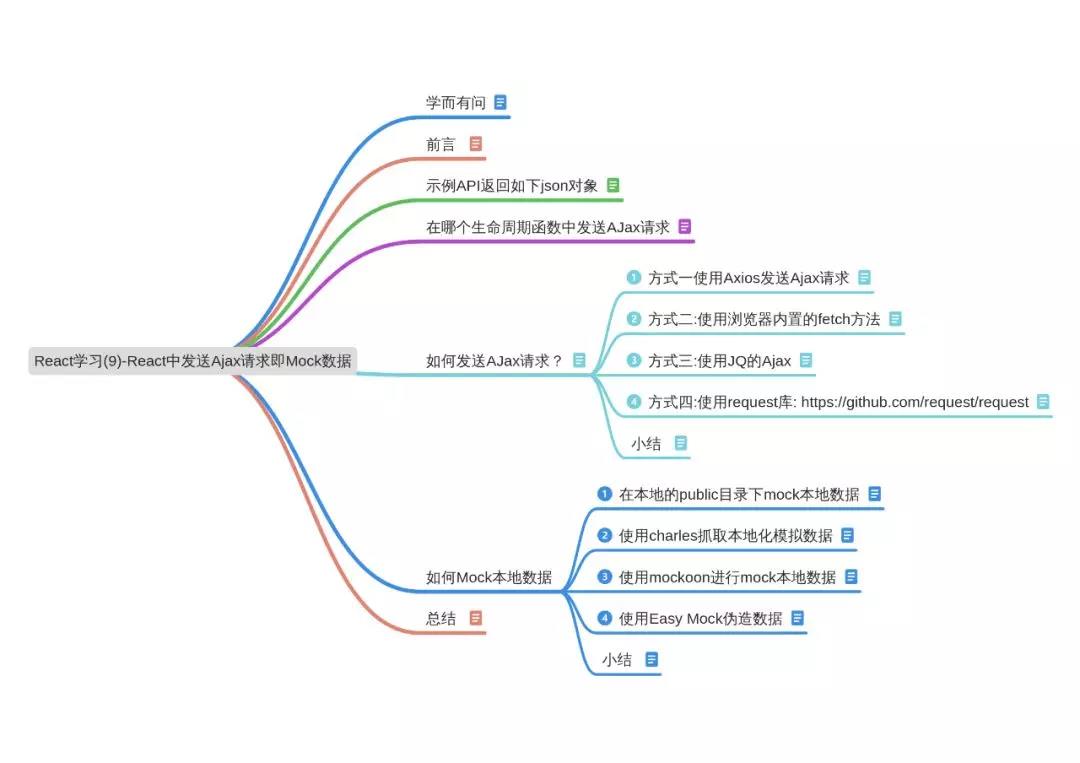 学而有问
前言
示例API返回如下json对象
在哪个生命周期函数中发送AJax请求
React学习(9)-React中发送Ajax请求即Mock数据
如何发送AJax请求？
1 方式一使用Axios发送Ajax请求
2 方式二:使用浏览器内置的fetch方法
3 方式三:使用JQ的Ajax
4 方式四:使用request库: https://github.com/request/request
小结
如何Mock本地数据
1 在本地的public目录下mock本地数据
2 使用charles抓取本地化模拟数据
3 使用mockoon进行mock本地数据
4 使用Easy Mock伪造数据
小结
总结